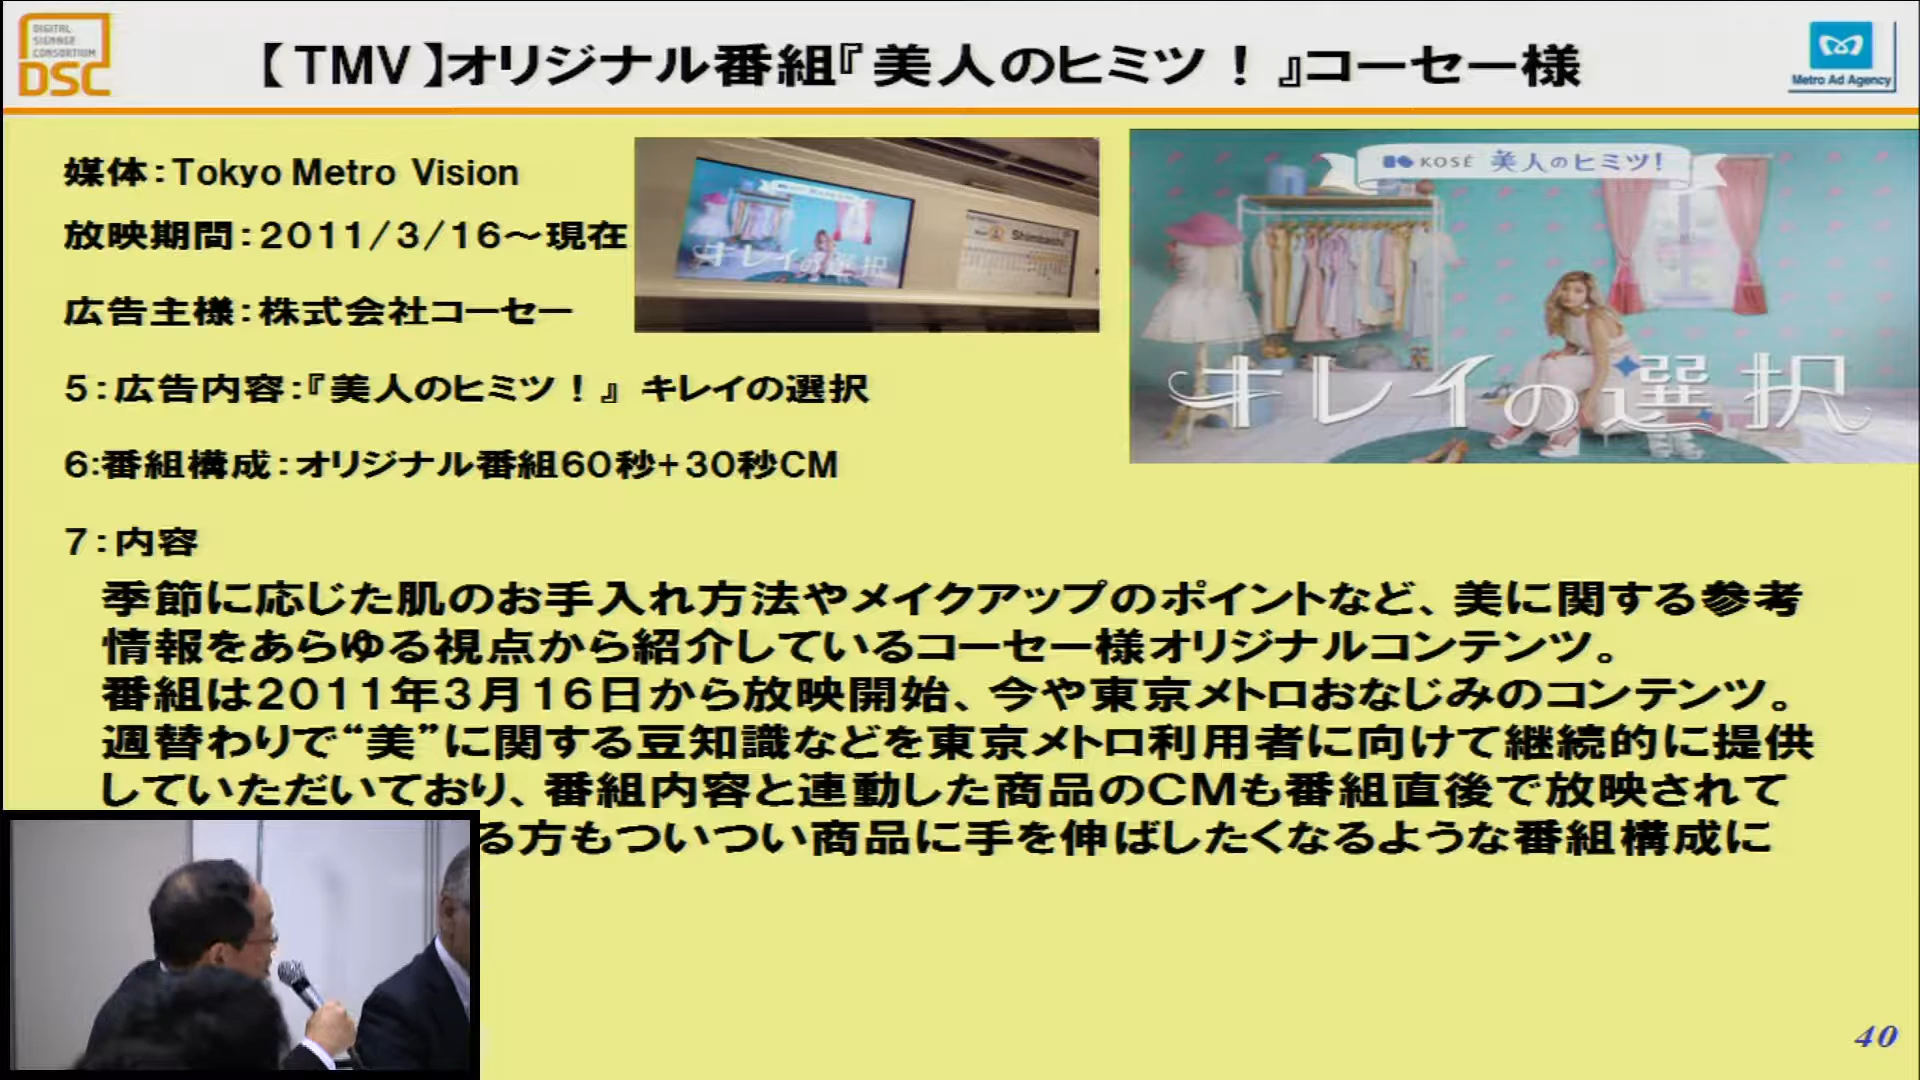 DIGITAL
SIGNAGE
CONSORTIUM
DSC
【TMV】オリジナル番組『美人のヒミツ！』コーセー様
Metro Ad Agency
媒体：Tokyo Metro Vision
放映期間：2011/3/16～現在
広告主様：株式会社コーセー
キレイの選択
Shimbashi
KOSÉ 美人のヒミツ！
キレイの選択
5：広告内容：『美人のヒミツ！』キレイの選択
6:番組構成：オリジナル番組60秒+30秒CM
7：内容
季節に応じた肌のお手入れ方法やメイクアップのポイントなど、美に関する参考
情報をあらゆる視点から紹介しているコーセー様オリジナルコンテンツ。
番組は2011年3月16日から放映開始、今や東京メトロおなじみのコンテンツ。
週替わりで“美”に関する豆知識などを東京メトロ利用者に向けて継続的に提供
していただいており、番組内容と連動した商品のCMも番組直後で放映されて
る方もついつい商品に手を伸ばしたくなるような番組構成に
40